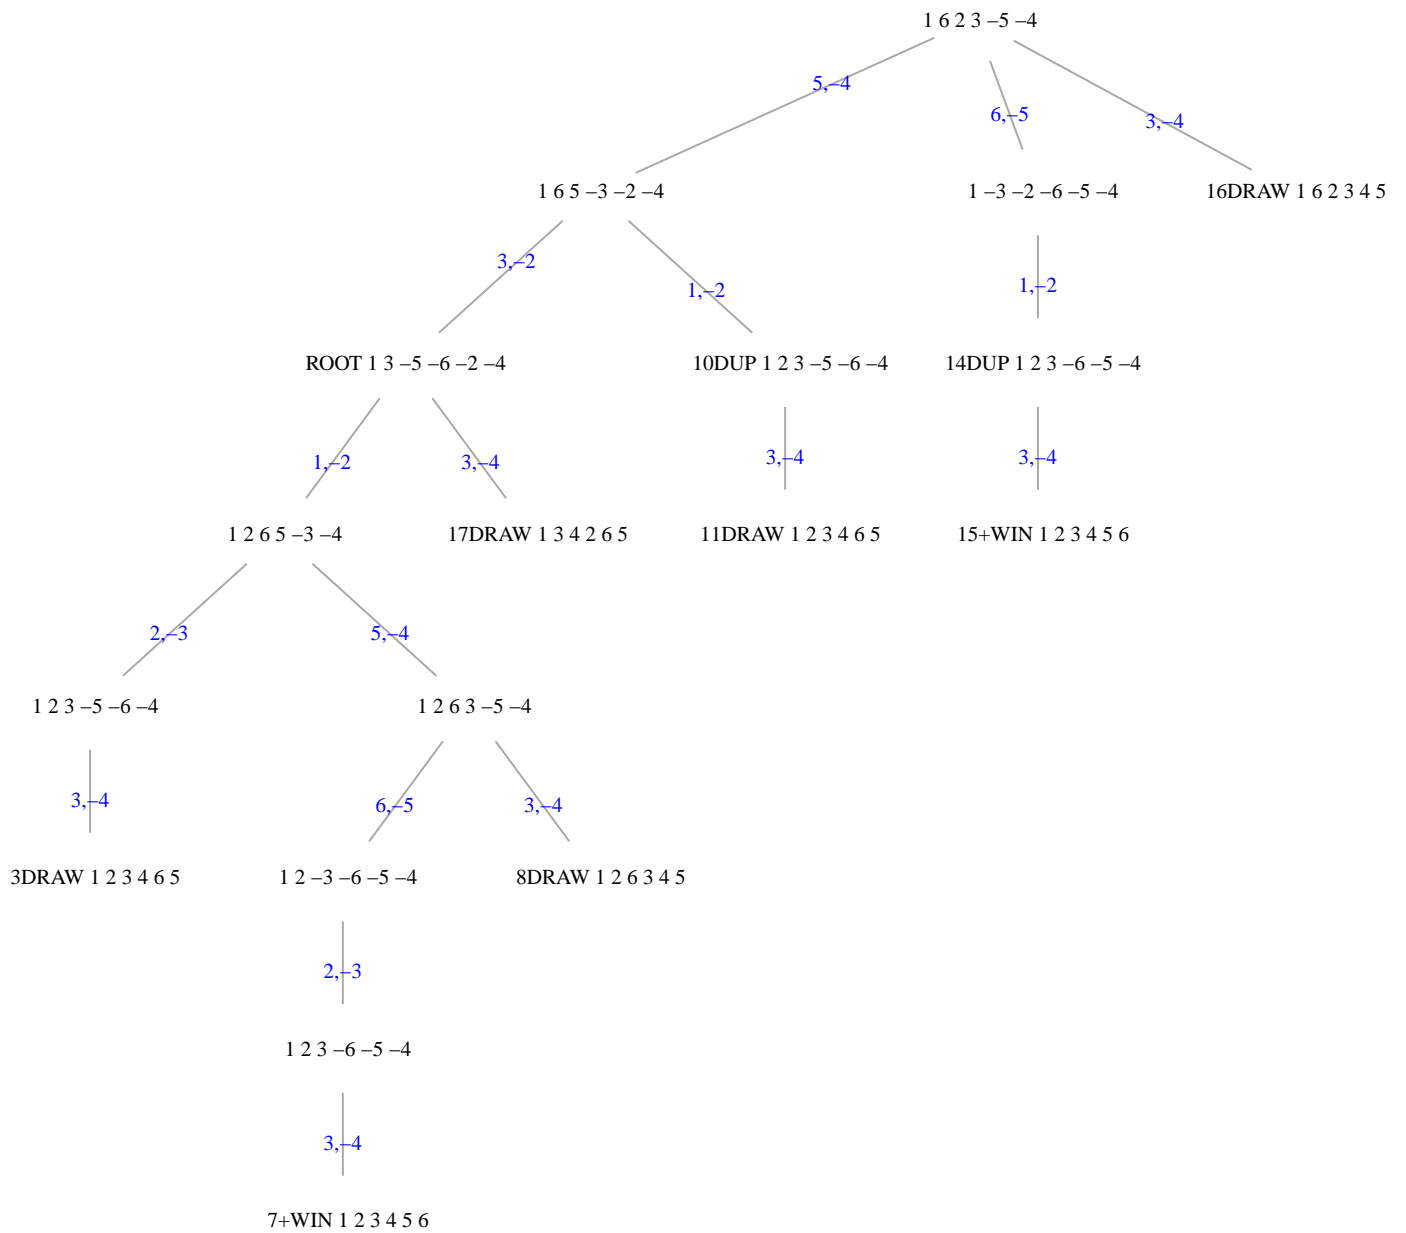 1 6 2 3 –5 –4
5,–4
6,–5
3,–4
1 6 5 –3 –2 –4
1 –3 –2 –6 –5 –4
16DRAW 1 6 2 3 4 5
3,–2
1,–2
1,–2
ROOT 1 3 –5 –6 –2 –4
10DUP 1 2 3 –5 –6 –4
14DUP 1 2 3 –6 –5 –4
1,–2
3,–4
3,–4
3,–4
1 2 6 5 –3 –4
17DRAW 1 3 4 2 6 5
11DRAW 1 2 3 4 6 5
15+WIN 1 2 3 4 5 6
2,–3
5,–4
1 2 3 –5 –6 –4
1 2 6 3 –5 –4
3,–4
6,–5
3,–4
3DRAW 1 2 3 4 6 5
1 2 –3 –6 –5 –4
8DRAW 1 2 6 3 4 5
2,–3
1 2 3 –6 –5 –4
3,–4
7+WIN 1 2 3 4 5 6